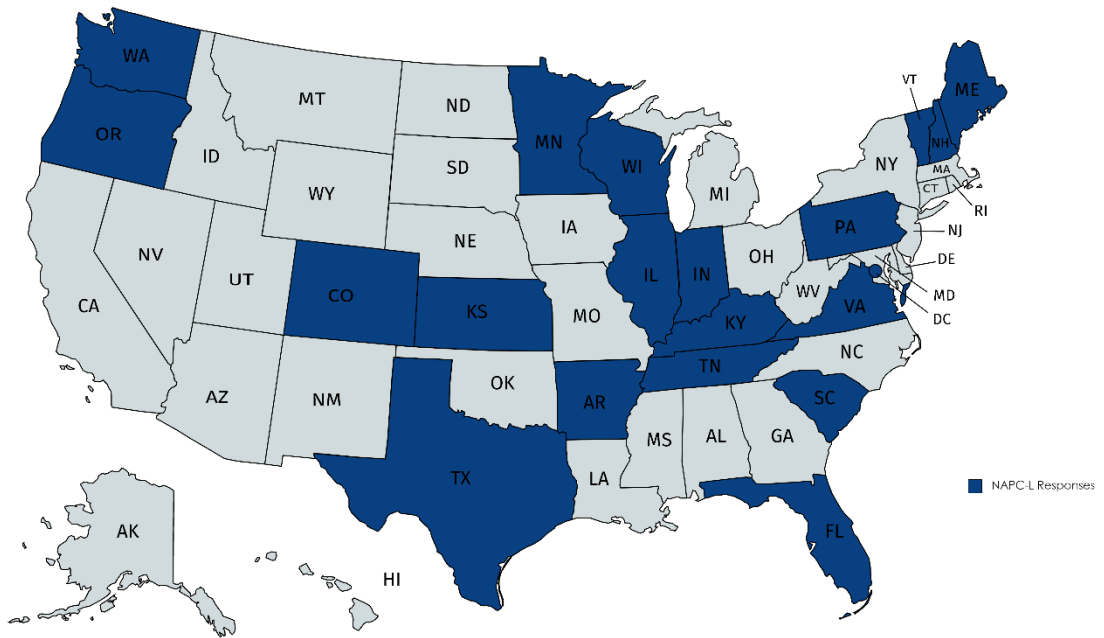 WA
MT
ND
MN
VT
ME
OR
ID
WY
SD
WI
MI
NY
NH
MA
CT
RI
NV
UT
CO
NE
IA
IL
IN
OH
PA
NJ
DE
MD
DC
WV
VA
CA
KS
MO
KY
AZ
NM
OK
AR
TN
NC
SC
TX
LA
MS
AL
GA
FL
NAPC-L Responses
AK
HI